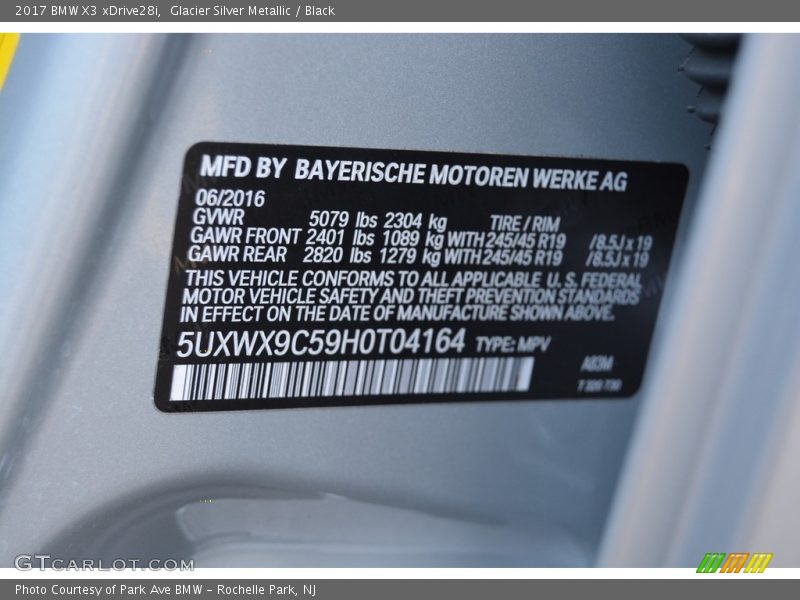 2017 BMW X3 xDrive28i, Glacier Silver Metallic / Black
MFD BY BAYERISCHE MOTOREN WERKE AG
06/2016
GVWR 5079 lbs 2304 kg TIRE / RIM
GAWR FRONT 2401 lbs 1089 kg WITH 245/45 R19 /8.5J x 19
GAWR REAR 2820 lbs 1279 kg WITH 245/45 R19 /8.5J x 19
THIS VEHICLE CONFORMS TO ALL APPLICABLE U. S. FEDERAL
MOTOR VEHICLE SAFETY AND THEFT PREVENTION STANDARDS
IN EFFECT ON THE DATE OF MANUFACTURE SHOWN ABOVE.
5UXWX9C59H0T04164 TYPE: MPV
A83M
GTCARLOT.COM
Photo Courtesy of Park Ave BMW - Rochelle Park, NJ